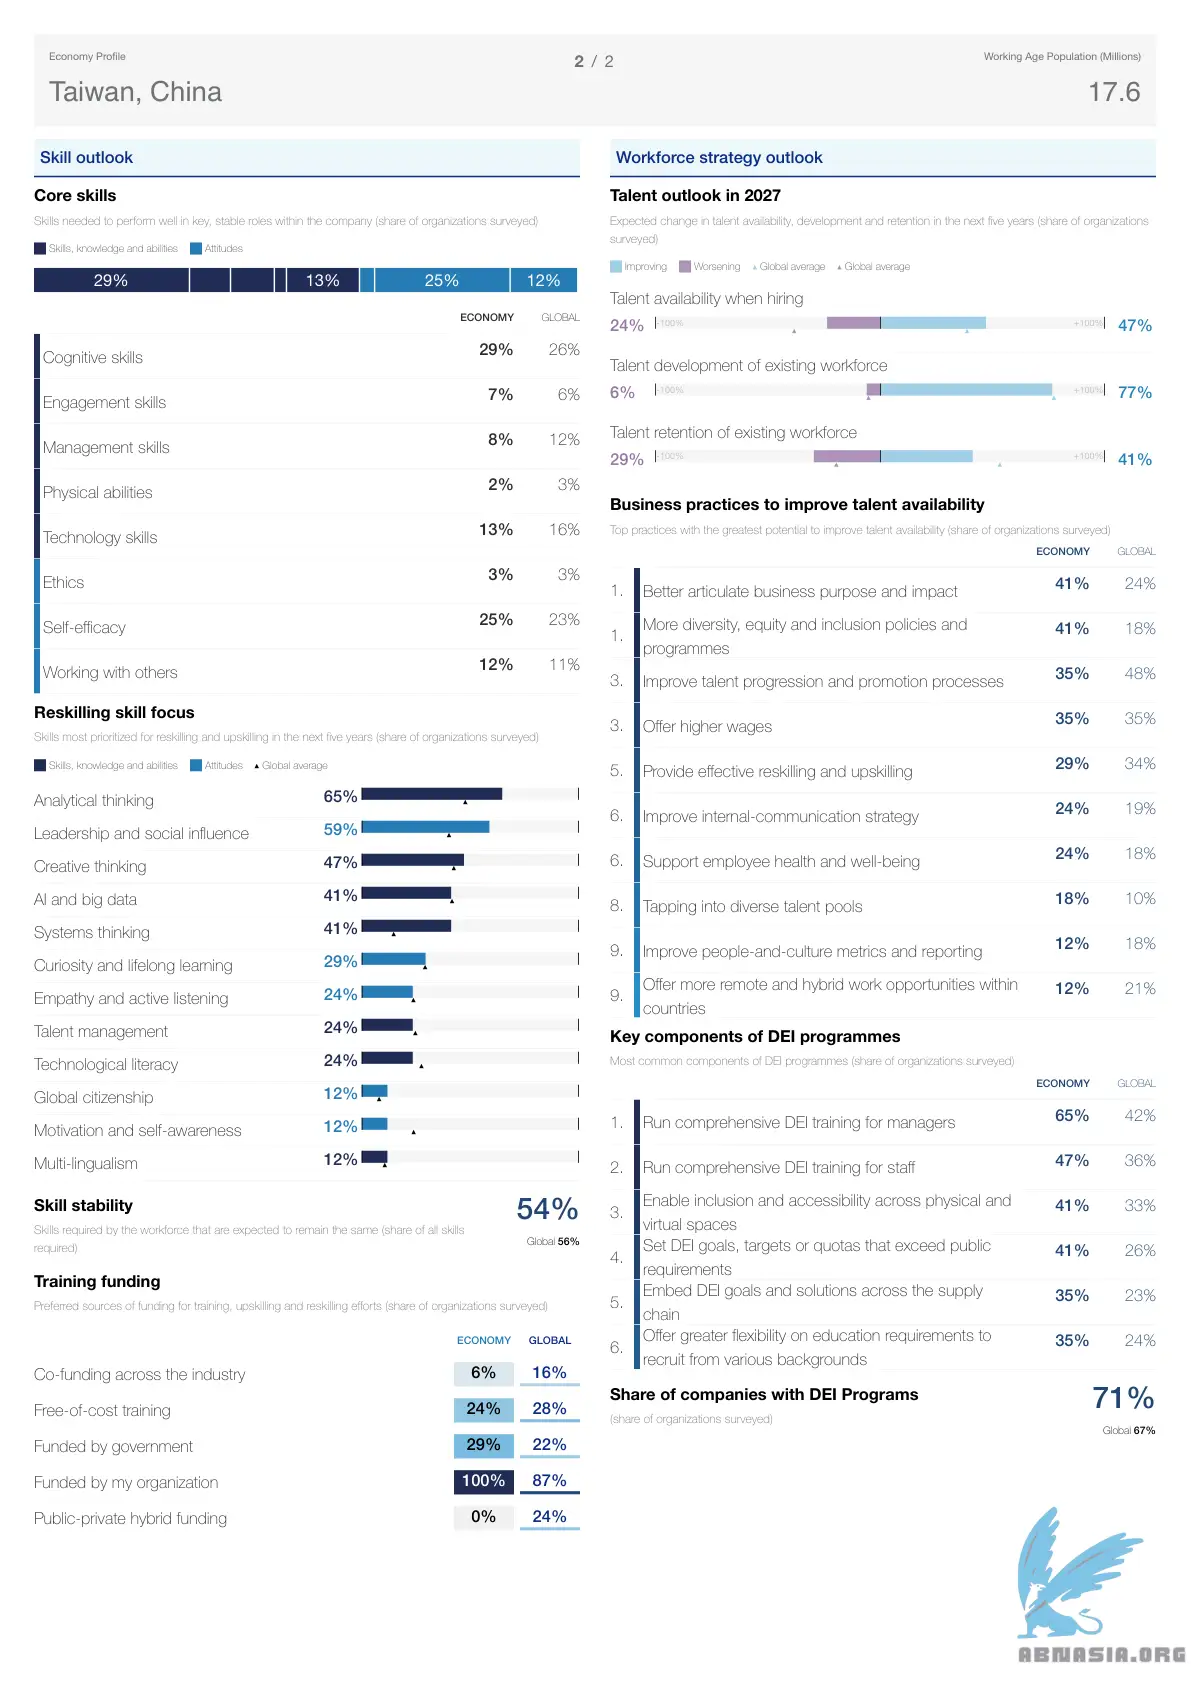 Economy Profile
2 / 2
Working Age Population (Millions)
Taiwan, China
17.6
Skill outlook
Core skills
Skills needed to perform well in key, stable roles within the company (share of organizations surveyed)
Skills, knowledge and abilities
Attitudes
29%
13%
25%
12%
ECONOMY GLOBAL
Cognitive skills 29% 26%
Engagement skills 7% 6%
Management skills 8% 12%
Physical abilities 2% 3%
Technology skills 13% 16%
Ethics 3% 3%
Self-efficacy 25% 23%
Working with others 12% 11%
Reskilling skill focus
Skills most prioritized for reskilling and upskilling in the next five years (share of organizations surveyed)
Skills, knowledge and abilities Attitudes Global average
Analytical thinking 65%
Leadership and social influence 59%
Creative thinking 47%
AI and big data 41%
Systems thinking 41%
Curiosity and lifelong learning 29%
Empathy and active listening 24%
Talent management 24%
Technological literacy 24%
Global citizenship 12%
Motivation and self-awareness 12%
Multi-lingualism 12%
Skill stability 54%
Skills required by the workforce that are expected to remain the same (share of all skills
required)
Global 56%
Training funding
Preferred sources of funding for training, upskilling and reskilling efforts (share of organizations surveyed)
ECONOMY GLOBAL
Co-funding across the industry 6% 16%
Free-of-cost training 24% 28%
Funded by government 29% 22%
Funded by my organization 100% 87%
Public-private hybrid funding 0% 24%
Workforce strategy outlook
Talent outlook in 2027
Expected change in talent availability, development and retention in the next five years (share of organizations
surveyed)
Improving Worsening Global average Global average
Talent availability when hiring
24% -100% +100% 47%
Talent development of existing workforce
6% -100% +100% 77%
Talent retention of existing workforce
29% -100% +100% 41%
Business practices to improve talent availability
Top practices with the greatest potential to improve talent availability (share of organizations surveyed)
ECONOMY GLOBAL
1. Better articulate business purpose and impact 41% 24%
1. More diversity, equity and inclusion policies and
programmes 41% 18%
3. Improve talent progression and promotion processes 35% 48%
3. Offer higher wages 35% 35%
5. Provide effective reskilling and upskilling 29% 34%
6. Improve internal-communication strategy 24% 19%
6. Support employee health and well-being 24% 18%
8. Tapping into diverse talent pools 18% 10%
9. Improve people-and-culture metrics and reporting 12% 18%
9. Offer more remote and hybrid work opportunities within
countries 12% 21%
Key components of DEI programmes
Most common components of DEI programmes (share of organizations surveyed)
ECONOMY GLOBAL
1. Run comprehensive DEI training for managers 65% 42%
2. Run comprehensive DEI training for staff 47% 36%
3. Enable inclusion and accessibility across physical and
virtual spaces 41% 33%
4. Set DEI goals, targets or quotas that exceed public
requirements 41% 26%
5. Embed DEI goals and solutions across the supply
chain 35% 23%
6. Offer greater flexibility on education requirements to
recruit from various backgrounds 35% 24%
Share of companies with DEI Programs 71%
(share of organizations surveyed)
Global 67%
ABNASIA.ORG